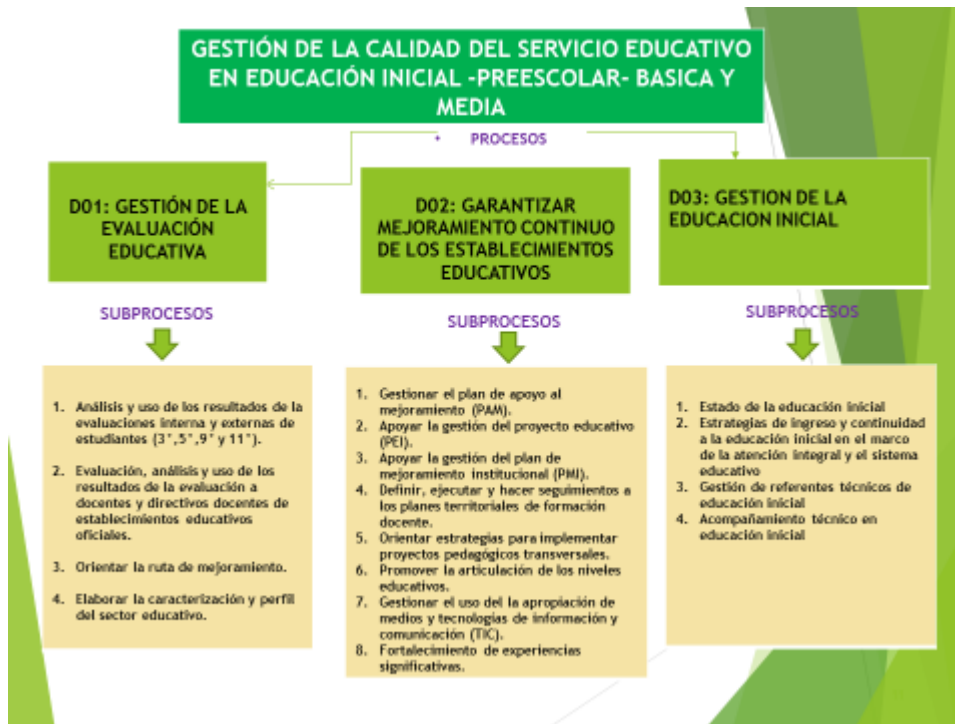 GESTIÓN DE LA CALIDAD DEL SERVICIO EDUCATIVO
EN EDUCACIÓN INICIAL -PREESCOLAR- BASICA Y
MEDIA
• PROCESOS
D01: GESTIÓN DE LA
EVALUACIÓN
EDUCATIVA
SUBPROCESOS
1. Análisis y uso de los resultados de la
evaluaciones interna y externas de
estudiantes (3°,5°,9° y 11°).
2. Evaluación, análisis y uso de los
resultados de la evaluación a
docentes y directivos docentes de
establecimientos educativos
oficiales.
3. Orientar la ruta de mejoramiento.
4. Elaborar la caracterización y perfil
del sector educativo.
D02: GARANTIZAR
MEJORAMIENTO CONTINUO
DE LOS ESTABLECIMIENTOS
EDUCATIVOS
SUBPROCESOS
1. Gestionar el plan de apoyo al
mejoramiento (PAM).
2. Apoyar la gestión del proyecto educativo
(PEI).
3. Apoyar la gestión del plan de
mejoramiento institucional (PMI).
4. Definir, ejecutar y hacer seguimientos a
los planes territoriales de formación
docente.
5. Orientar estrategias para implementar
proyectos pedagógicos transversales.
6. Promover la articulación de los niveles
educativos.
7. Gestionar el uso del la apropiación de
medios y tecnologías de información y
comunicación (TIC).
8. Fortalecimiento de experiencias
significativas.
D03: GESTION DE LA
EDUCACION INICIAL
SUBPROCESOS
1. Estado de la educación inicial
2. Estrategias de ingreso y continuidad
a la educación inicial en el marco
de la atención integral y el sistema
educativo
3. Gestión de referentes técnicos de
educación inicial
4. Acompañamiento técnico en
educación inicial